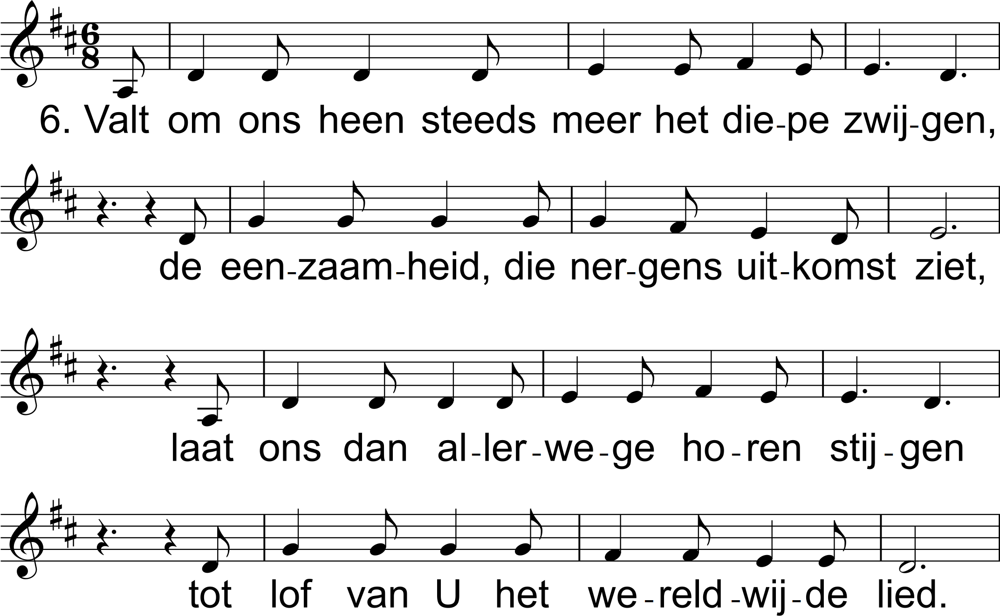 6. Valt om ons heen steeds meer het die-pe zwij-gen,
de een-zaam-heid, die ner-gens uit-komst ziet,
laat ons dan al-ler-we-ge ho-ren stij-gen
tot lof van U het we-reld-wij-de lied.